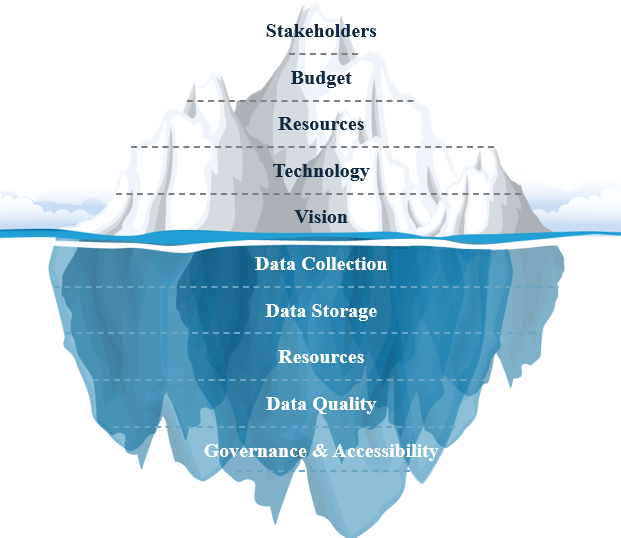 Stakeholders
Budget
Resources
Technology
Vision
Data Collection
Data Storage
Resources
Data Quality
Governance & Accessibility